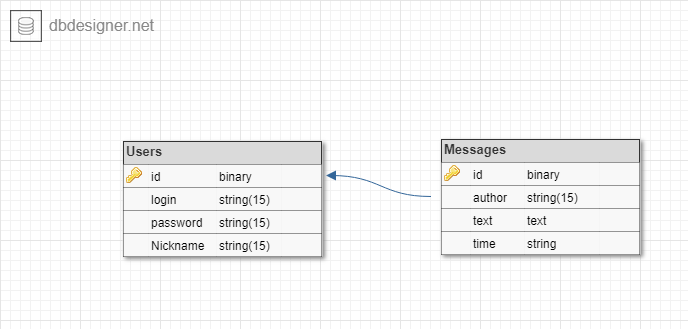 dbdesigner.net
Users
id binary
login string(15)
password string(15)
Nickname string(15)
Messages
id binary
author string(15)
text text
time string